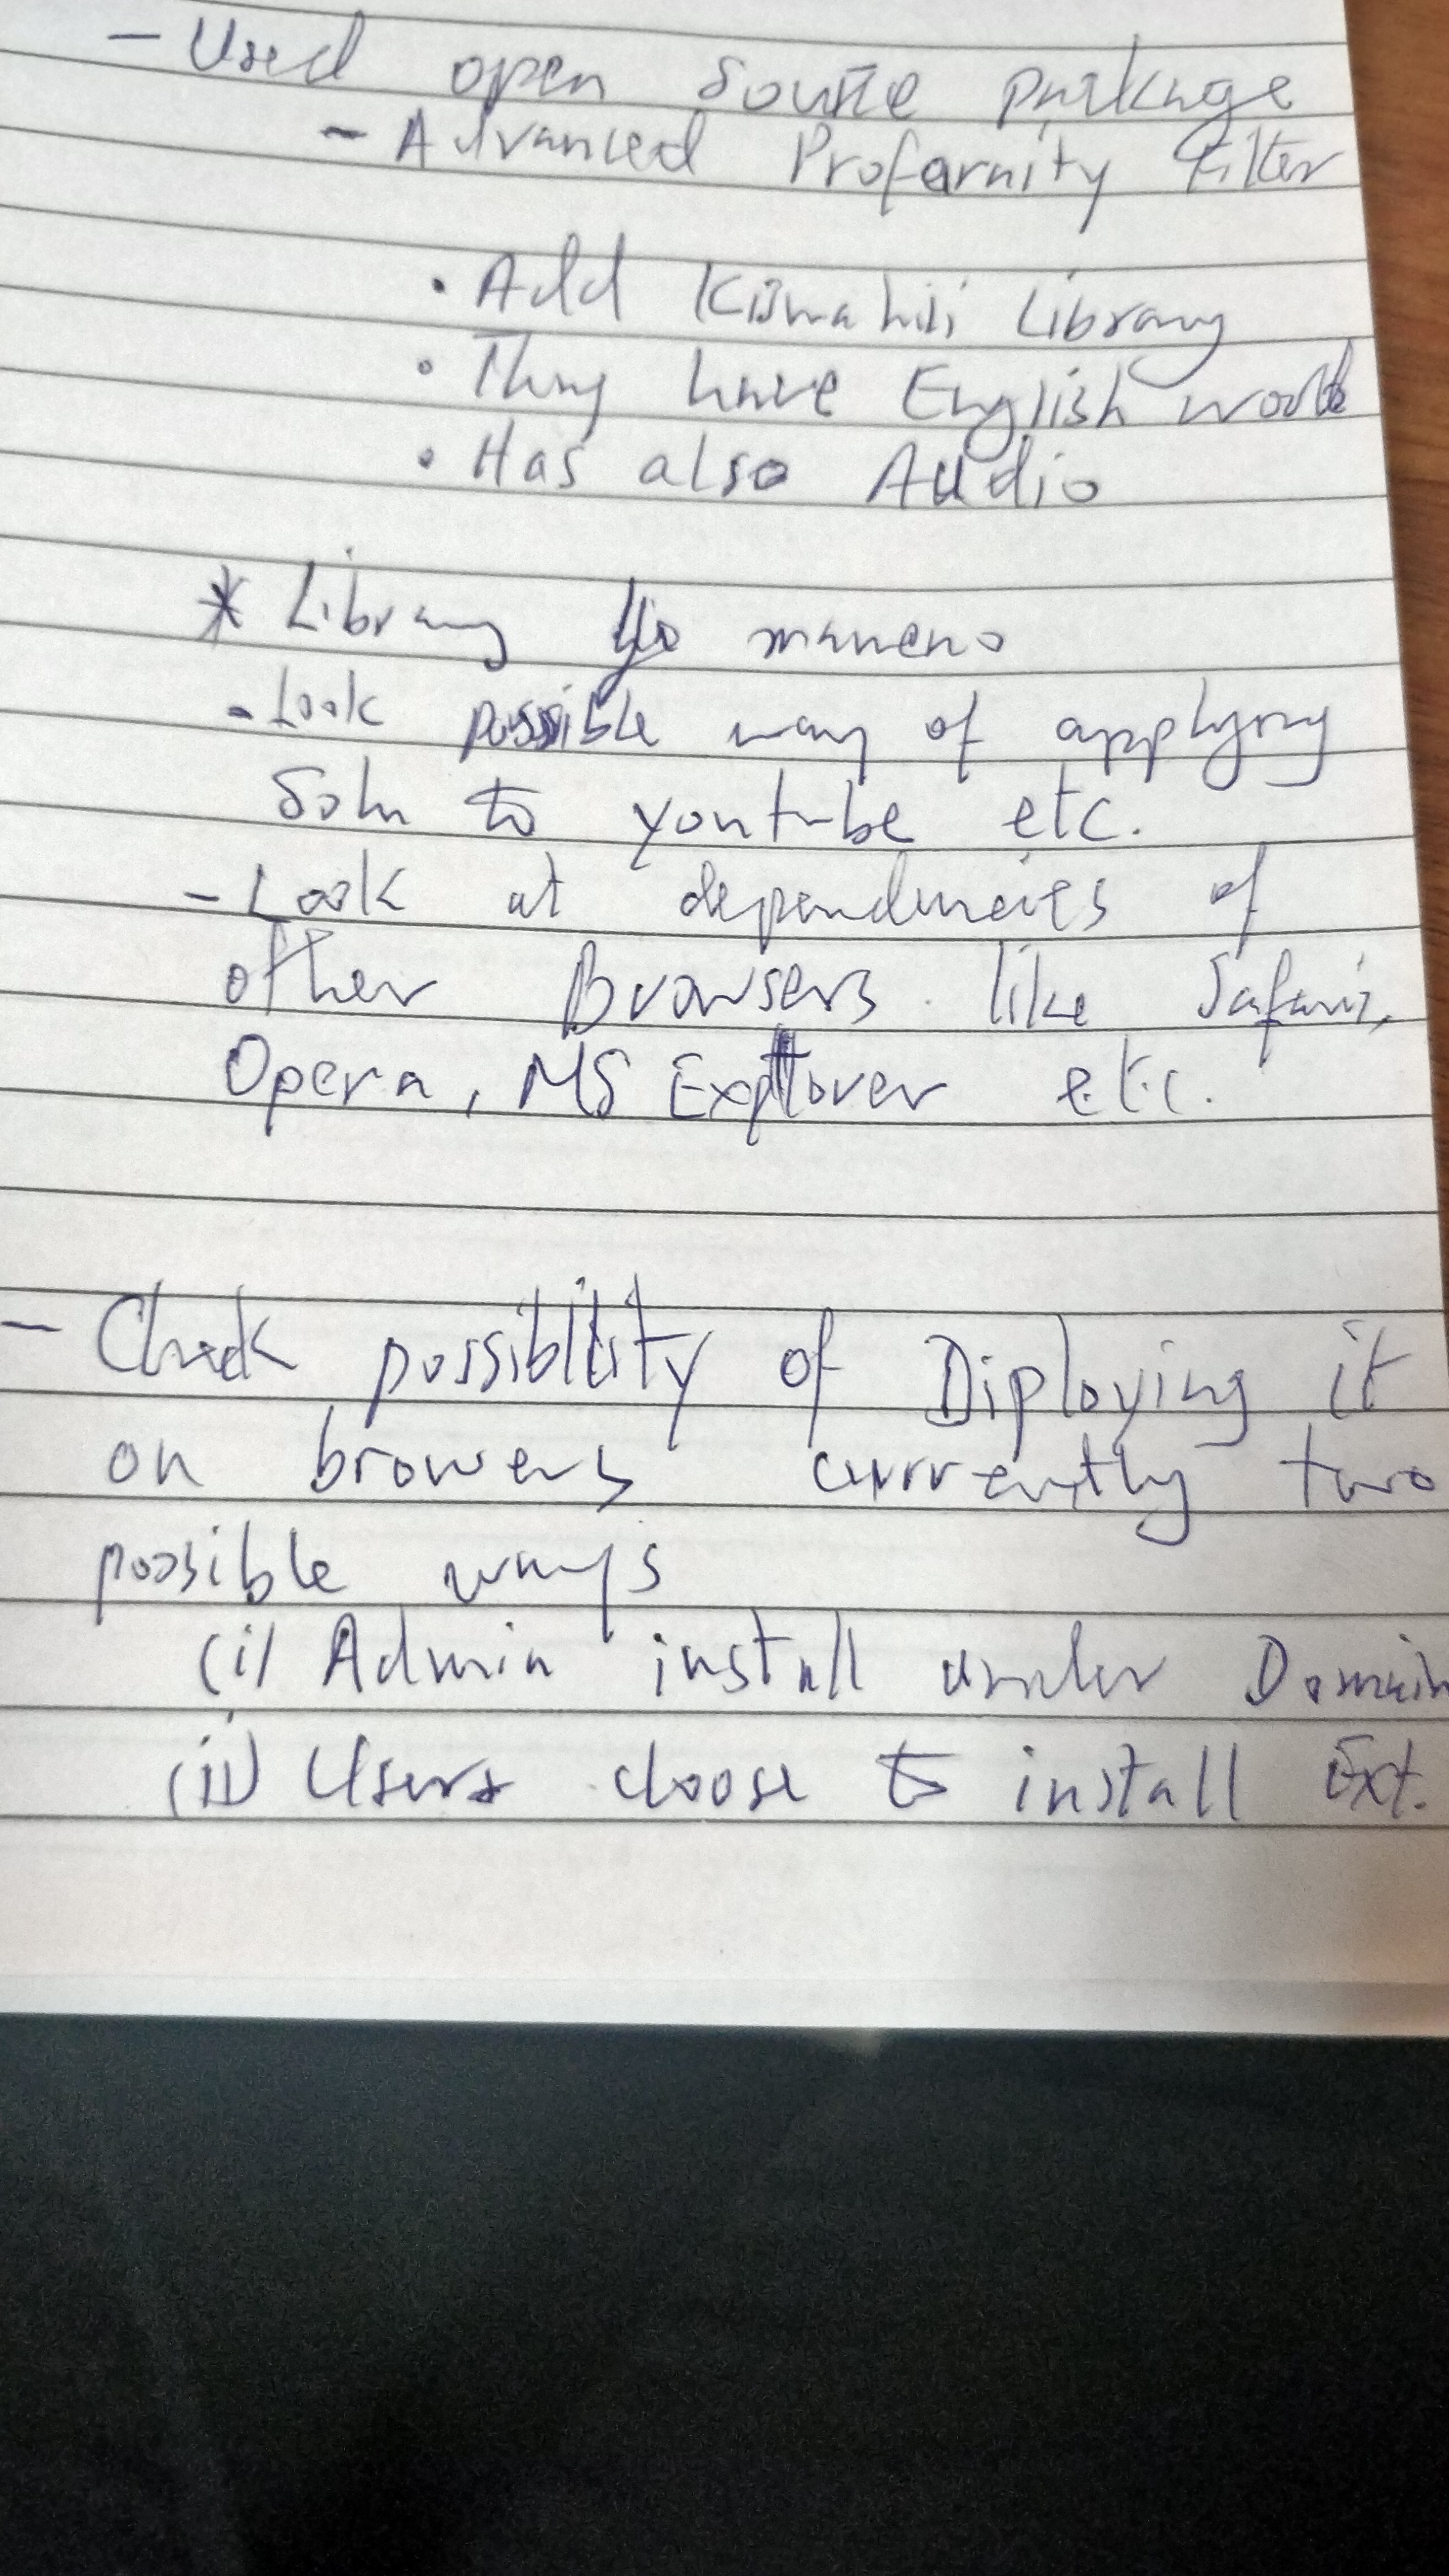 - Used open source package
- Advanced Profarnity Filter
• Add Kiswahili Library
• They have English words
• Has also Audio
* Library ya maneno
- Look possible way of applying
Soln to youtube etc.
- Look at dependencies of
other Browsers like Safari,
Opera, MS Explorer etc.
- Check possibility of Diploying it
on browers currently two
possible ways
(i) Admin install under Domain
(ii) Users choose to install Ext.